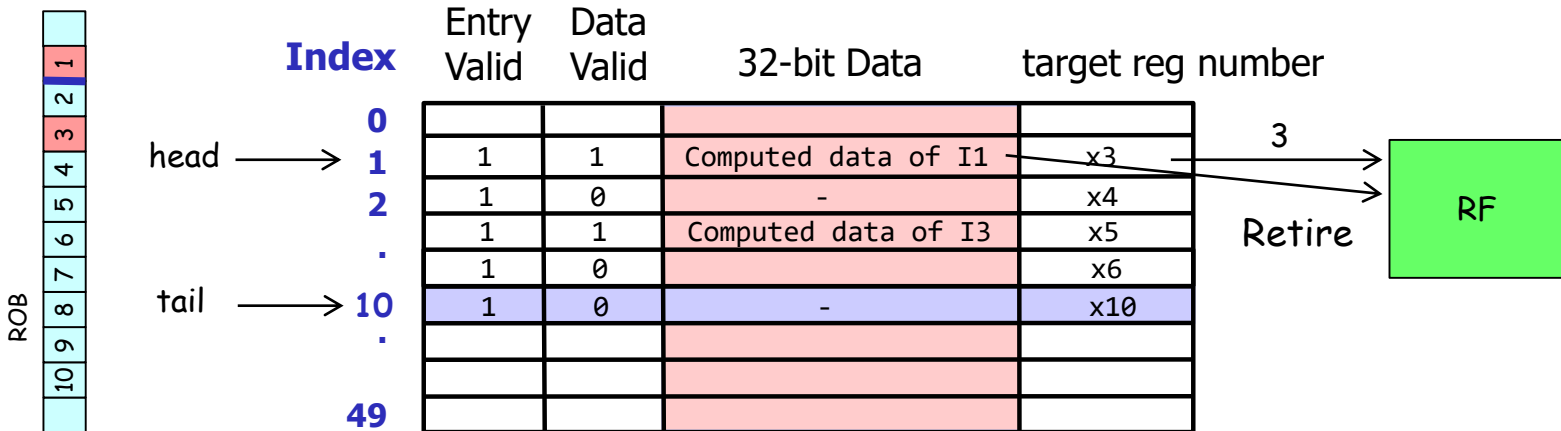 ROB
1
2
3
4
5
6
7
8
9
10
Index
Entry Valid
Data Valid
32-bit Data
target reg number
0
head 1 1 1 Computed data of I1 x3 3
2 1 0 - x4
. 1 1 Computed data of I3 x5
1 0 x6
tail 10 1 0 - x10
.
49
Retire
RF